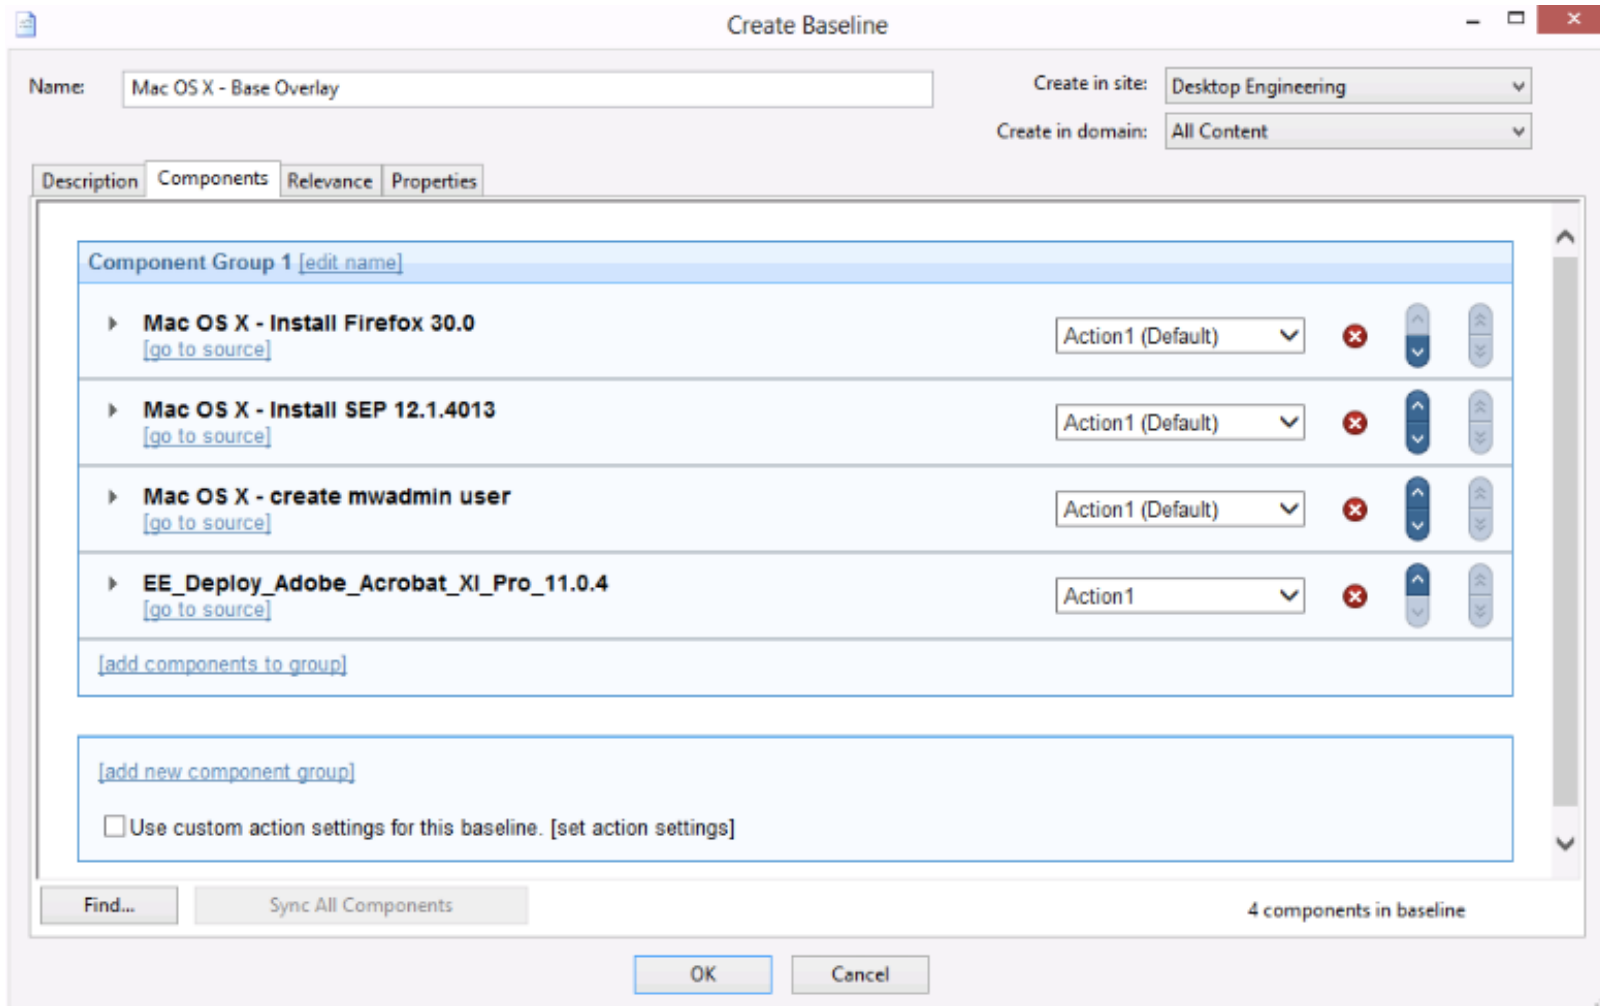 Create Baseline
Name: Mac OS X - Base Overlay
Create in site: Desktop Engineering
Create in domain: All Content
Description Components Relevance Properties
Component Group 1 [edit name]
Mac OS X - Install Firefox 30.0
[go to source]
Action1 (Default)
Mac OS X - Install SEP 12.1.4013
[go to source]
Action1 (Default)
Mac OS X - create mwadmin user
[go to source]
Action1 (Default)
EE_Deploy_Adobe_Acrobat_XI_Pro_11.0.4
[go to source]
Action1
[add components to group]
[add new component group]
Use custom action settings for this baseline. [set action settings]
Find... Sync All Components 4 components in baseline
OK Cancel